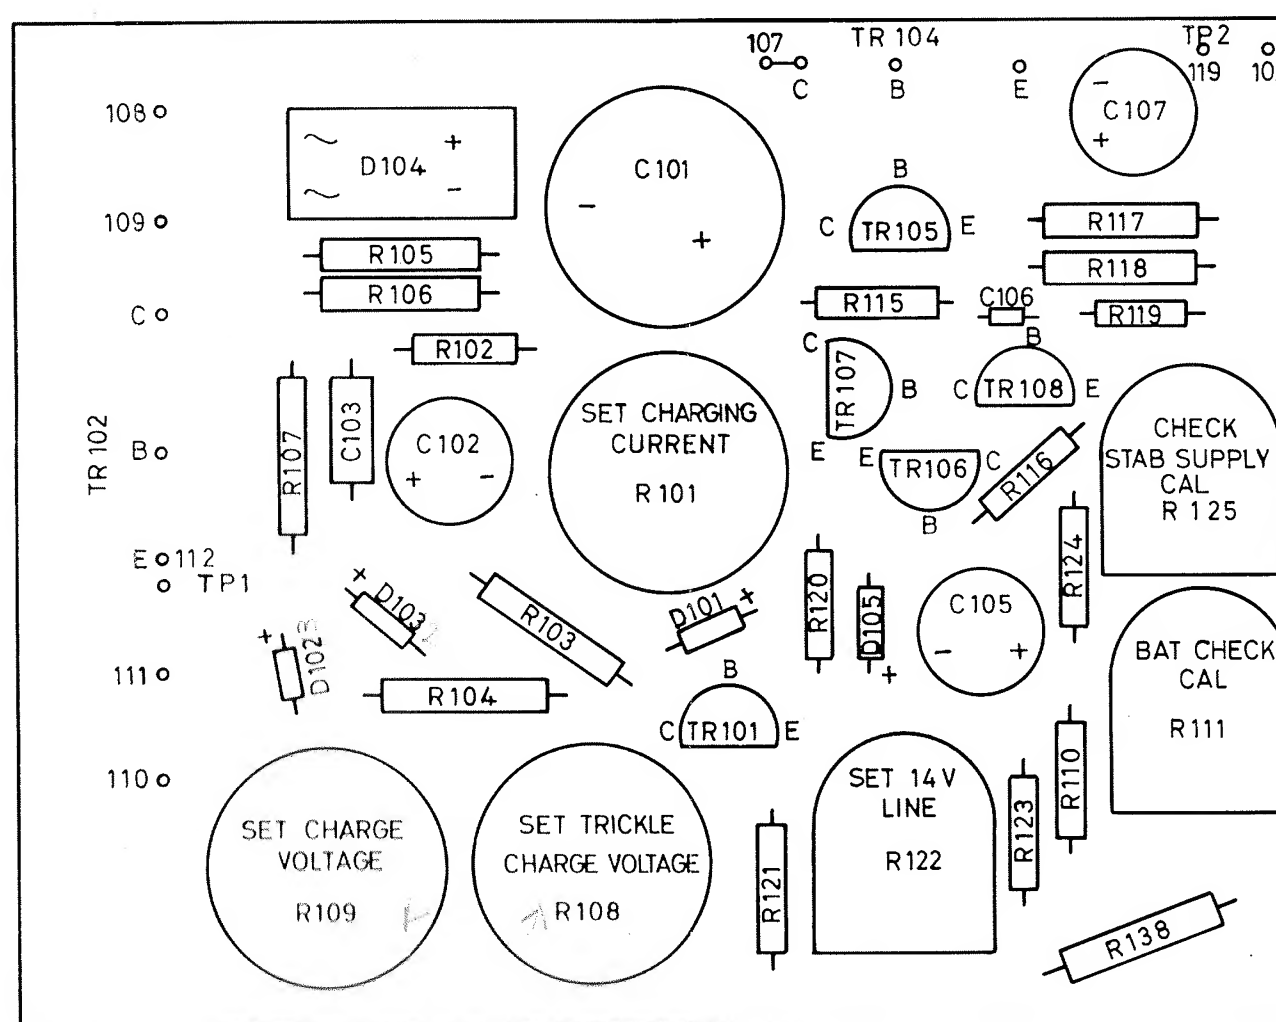 107
TR 104
TP2
C
B
E
119
108
D104
C101
C107
B
109
C
TR105
E
R117
R105
R118
R106
R115
C106
R119
C
R102
C
B
TR107
B
C
TR108
E
SET CHARGING
CURRENT
R101
CHECK
STAB SUPPLY
CAL
R 125
TR102
B
R107
C103
C102
+
-
E
E
TR106
C
B
R116
E
112
TP1
R124
D103
R103
D101
R120
D105
C105
D102
111
R104
B
C
TR101
E
BAT CHECK
CAL
R111
110
SET CHARGE
VOLTAGE
R109
SET TRICKLE
CHARGE VOLTAGE
R108
SET 14V
LINE
R122
R121
R123
R110
R138